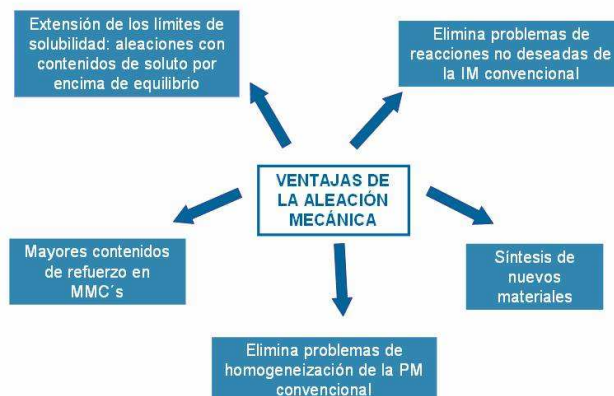 Extensión de los límites de
solubilidad: aleaciones con
contenidos de soluto por
encima de equilibrio
Elimina problemas de
reacciones no deseadas de
la IM convencional
VENTAJAS DE
LA ALEACIÓN
MECÁNICA
Mayores contenidos
de refuerzo en
MMC´s
Síntesis de
nuevos
materiales
Elimina problemas de
homogeneización de la PM
convencional